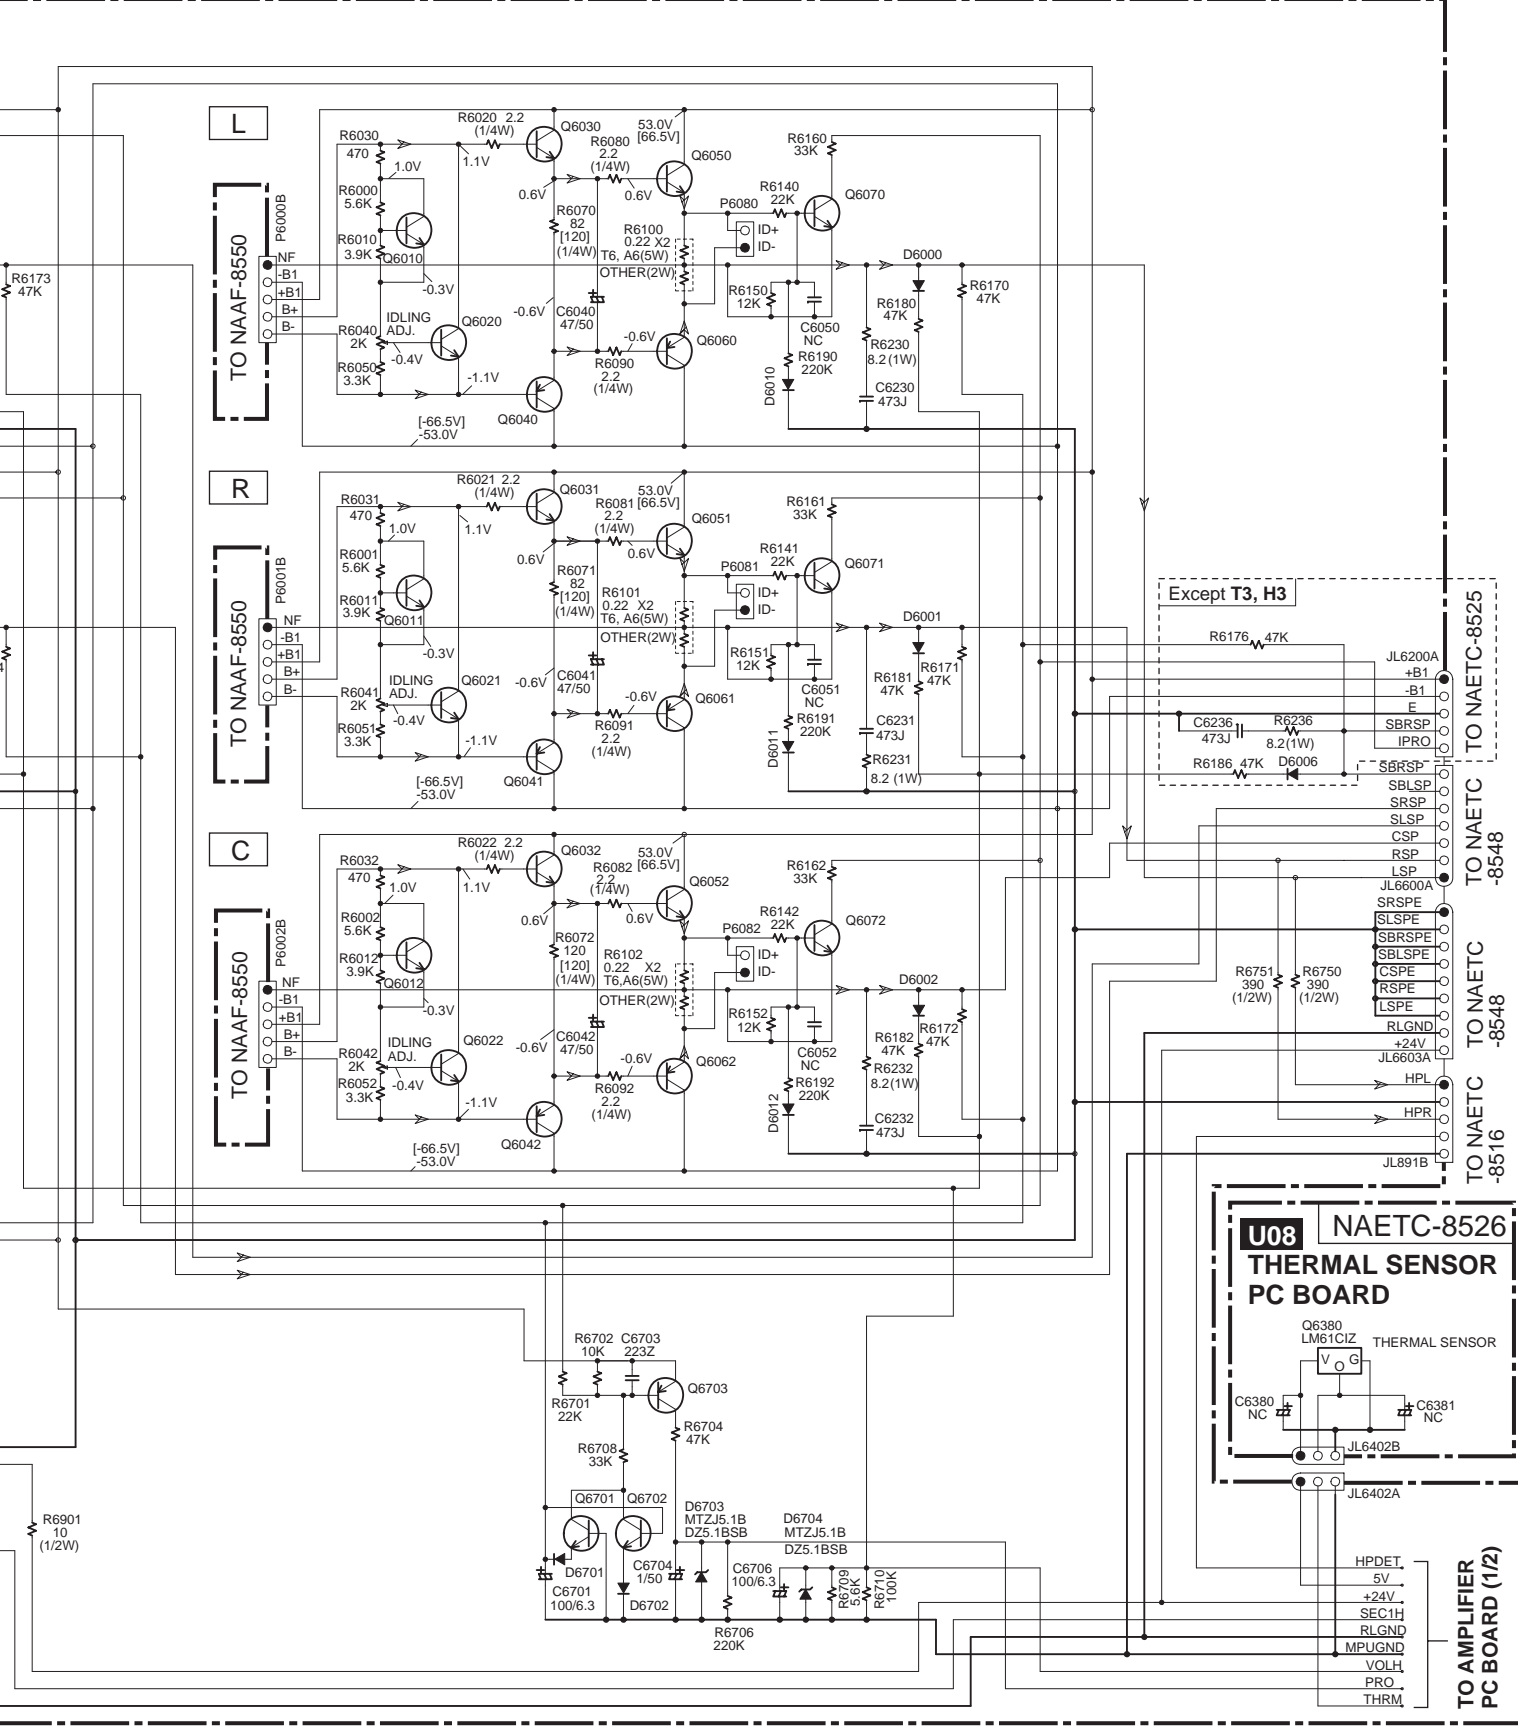 L
R6030
470
R6000
5.6K
R6010
3.9K
R6040
2K
R6050
3.3K
1.0V
Q6010
-0.3V
IDLING
ADJ.
-0.4V
1.1V
Q6020
-1.1V
[-66.5V]
-53.0V
R6020 2.2
(1/4W)
Q6030
0.6V
R6070
82
[120]
(1/4W)
-0.6V
Q6040
R6080
2.2
(1/4W)
C6040
47/50
R6090
2.2
(1/4W)
53.0V
[66.5V]
Q6050
0.6V
R6100
0.22 X2
T6, A6(5W)
OTHER(2W)
-0.6V
Q6060
P6080
ID+
ID-
R6140
22K
R6160
33K
Q6070
R6150
12K
C6050
NC
R6190
220K
D6010
D6000
R6180
47K
R6170
47K
R6230
8.2 (1W)
C6230
473J
TO NAAF-8550
P6000B
NF
-B1
+B1
B+
B-
R6173
47K
R
R6031
470
R6001
5.6K
R6011
3.9K
R6041
2K
R6051
3.3K
1.0V
Q6011
-0.3V
IDLING
ADJ.
-0.4V
1.1V
Q6021
-1.1V
[-66.5V]
-53.0V
R6021 2.2
(1/4W)
Q6031
0.6V
R6071
82
[120]
(1/4W)
-0.6V
Q6041
R6081
2.2
(1/4W)
C6041
47/50
R6091
2.2
(1/4W)
53.0V
[66.5V]
Q6051
0.6V
R6101
0.22 X2
T6, A6(5W)
OTHER(2W)
-0.6V
Q6061
P6081
ID+
ID-
R6141
22K
R6161
33K
Q6071
R6151
12K
C6051
NC
R6191
220K
D6011
D6001
R6181
47K
R6171
47K
C6231
473J
R6231
8.2 (1W)
TO NAAF-8550
P6001B
NF
-B1
+B1
B+
B-
C
R6032
470
R6002
5.6K
R6012
3.9K
R6042
2K
R6052
3.3K
1.0V
Q6012
-0.3V
IDLING
ADJ.
-0.4V
1.1V
Q6022
-1.1V
[-66.5V]
-53.0V
R6022 2.2
(1/4W)
Q6032
0.6V
R6072
120
[120]
(1/4W)
-0.6V
Q6042
R6082
2.2
(1/4W)
C6042
47/50
R6092
2.2
(1/4W)
53.0V
[66.5V]
Q6052
0.6V
R6102
0.22 X2
T6,A6(5W)
OTHER(2W)
-0.6V
Q6062
P6082
ID+
ID-
R6142
22K
R6162
33K
Q6072
R6152
12K
C6052
NC
R6192
220K
D6012
D6002
R6182
47K
R6172
47K
R6232
8.2(1W)
C6232
473J
TO NAAF-8550
P6002B
NF
-B1
+B1
B+
B-
Except T3, H3
R6176 47K
C6236
473J
R6236
8.2(1W)
R6186 47K
D6006
JL6200A
+B1
-B1
E
SBRSP
IPRO
TO NAETC-8525
SBRSP
SBLSP
SRSP
SLSP
CSP
RSP
LSP
JL6600A
TO NAETC
-8548
SRSPE
SLSPE
SBRSPE
SBLSPE
CSPE
RSPE
LSPE
RLGND
+24V
JL6603A
TO NAETC
-8548
R6751
390
(1/2W)
R6750
390
(1/2W)
HPL
HPR
JL891B
TO NAETC
-8516
U08
NAETC-8526
THERMAL SENSOR
PC BOARD
Q6380
LM61CIZ
THERMAL SENSOR
V
O
G
C6380
NC
C6381
NC
JL6402B
JL6402A
R6702
10K
C6703
223Z
R6701
22K
Q6703
R6704
47K
R6708
33K
Q6701
Q6702
D6701
D6702
C6701
100/6.3
C6704
1/50
D6703
MTZJ5.1B
DZ5.1BSB
D6704
MTZJ5.1B
DZ5.1BSB
C6706
100/6.3
R6706
220K
R6709
5.6K
R6710
100K
R6901
10
(1/2W)
HPDET
5V
+24V
SEC1H
RLGND
MPUGND
VOLH
PRO
THRM
TO AMPLIFIER
PC BOARD (1/2)